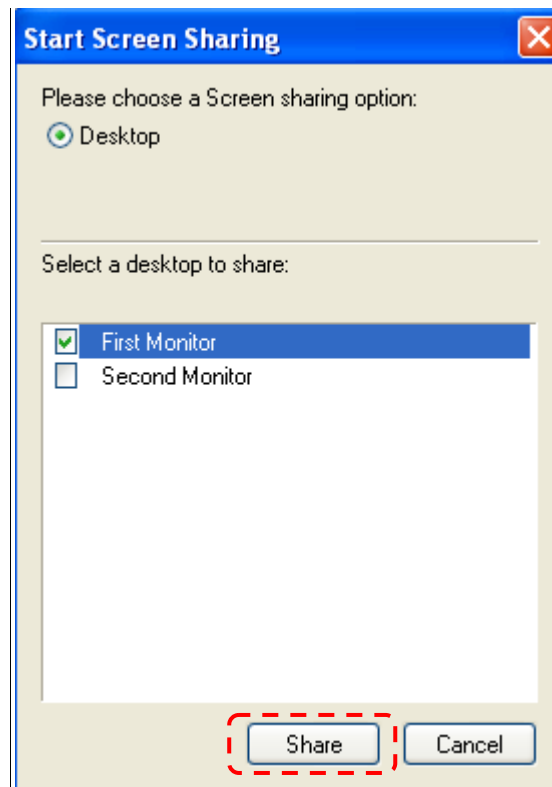 Start Screen Sharing
Please choose a Screen sharing option:
Desktop
Select a desktop to share:
First Monitor
Second Monitor
Share Cancel